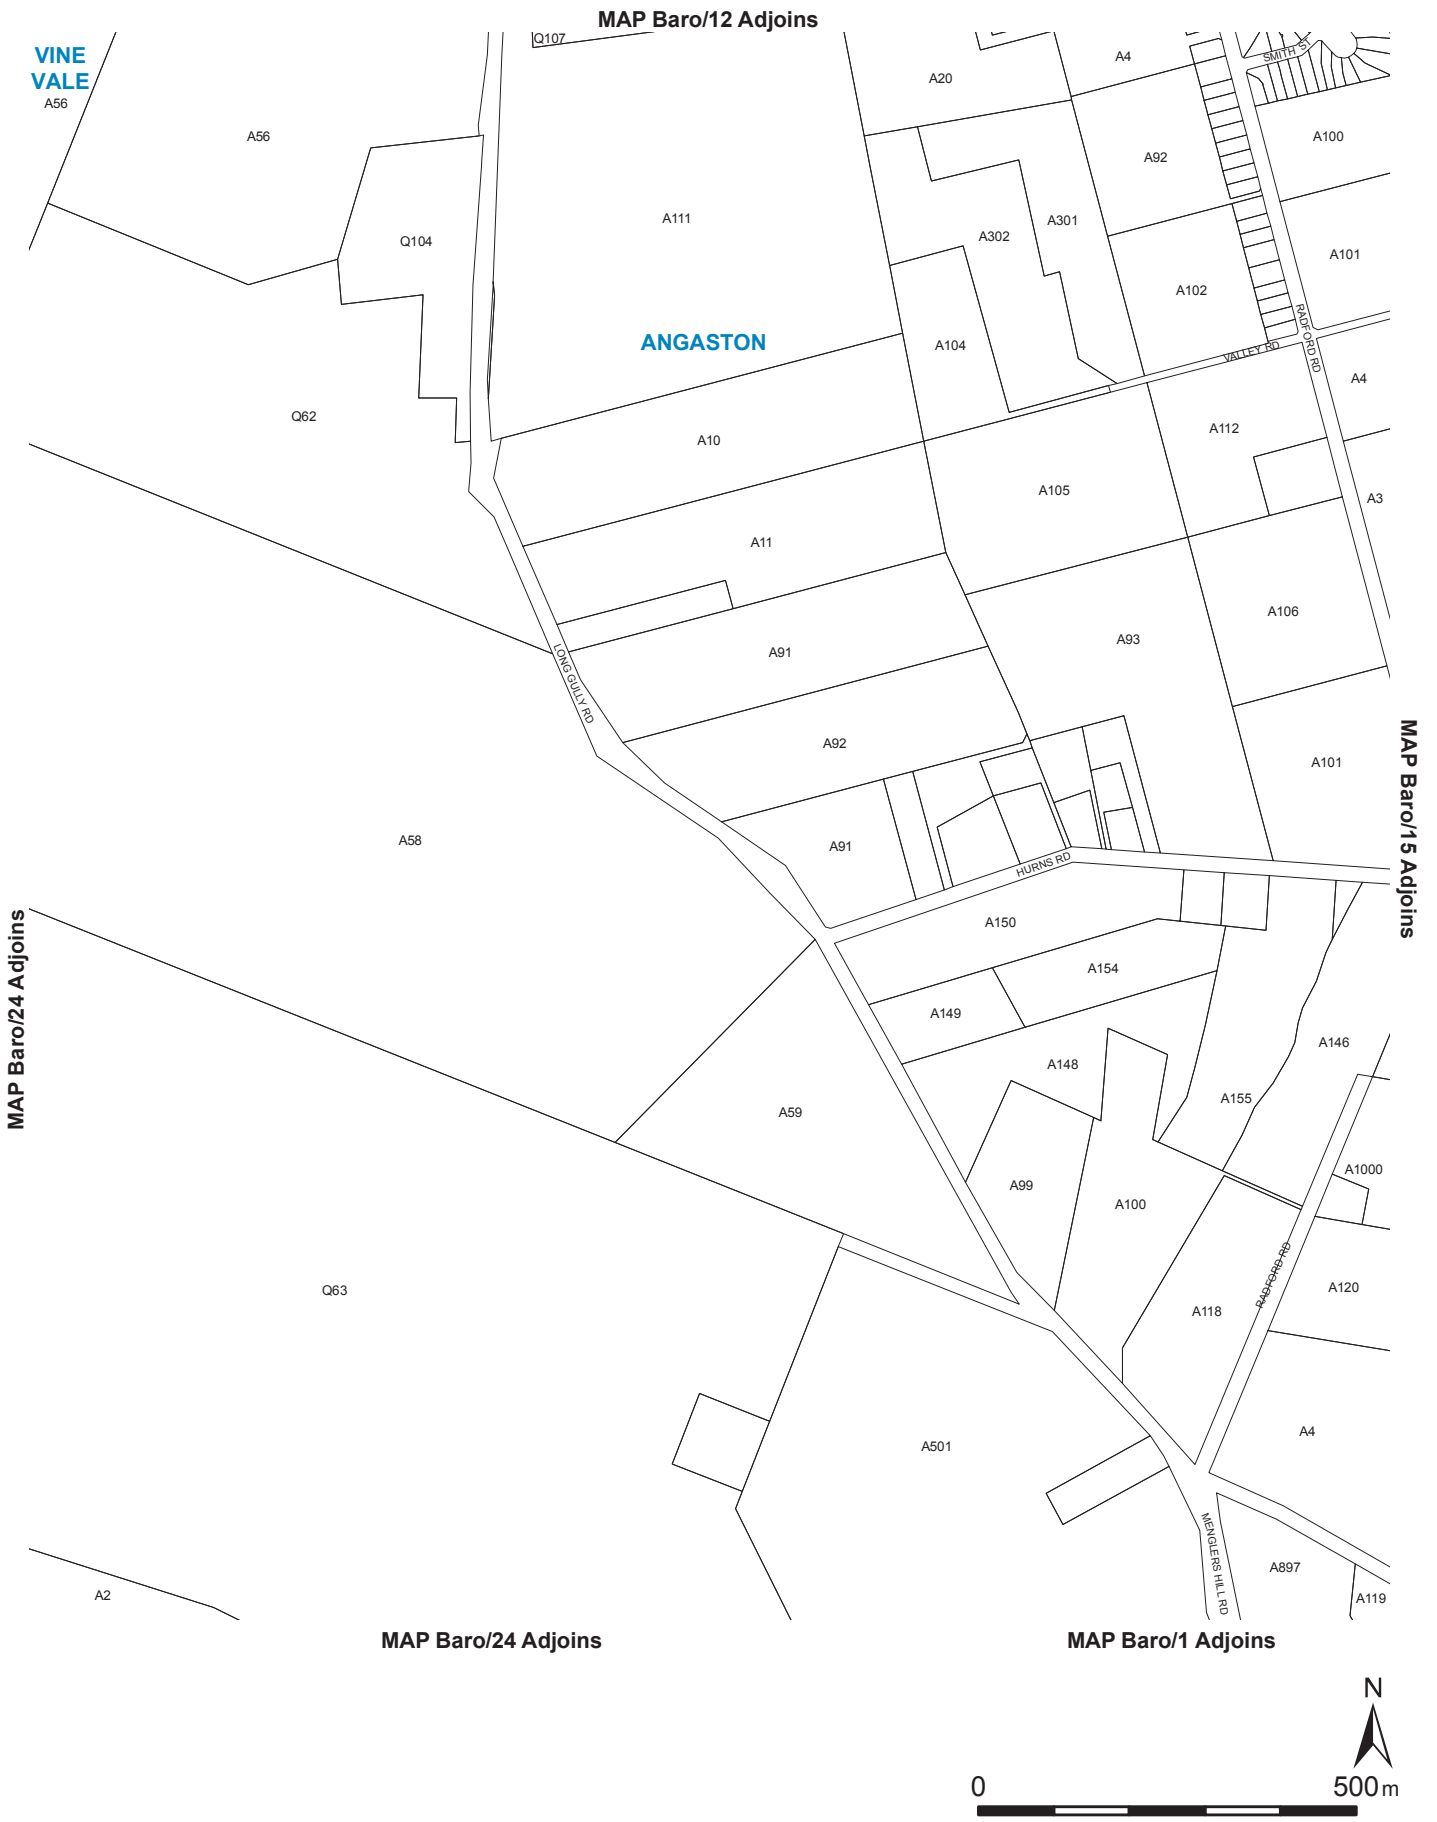 MAP Baro/12 Adjoins
Q107
VINE
VALE
A56
A56
Q104
A111
A20
A4
SMITH ST
A100
A92
A301
A302
A101
A102
RADFORD RD
ANGASTON
A104
VALLEY RD
A4
Q62
A10
A112
A105
A3
A11
A106
A93
A91
LONG GULLY RD
A92
A101
MAP Baro/15 Adjoins
A58
A91
HURNS RD
A150
MAP Baro/24 Adjoins
A154
A149
A146
A148
A155
A59
A1000
A99
A100
RADFORD RD
Q63
A120
A118
A4
A501
MENGLERS HILL RD
A897
A2
A119
MAP Baro/24 Adjoins
MAP Baro/1 Adjoins
N
0
500 m